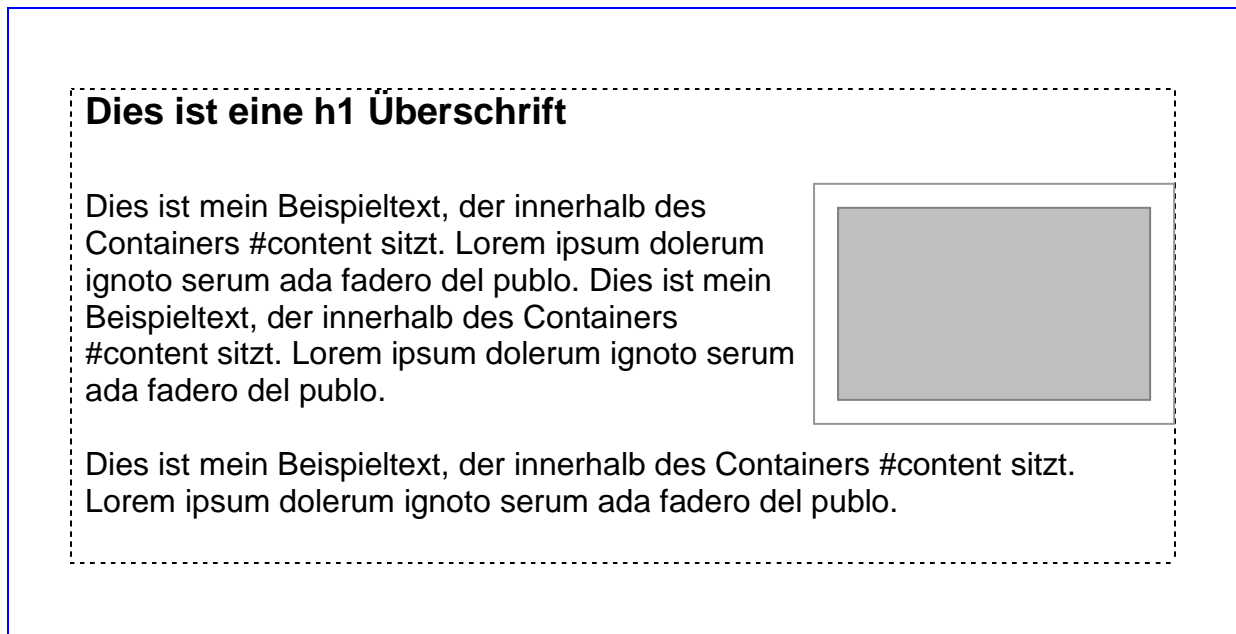 Dies ist eine h1 Überschrift
Dies ist mein Beispieltext, der innerhalb des
Containers #content sitzt. Lorem ipsum dolerum
ignoto serum ada fadero del publo. Dies ist mein
Beispieltext, der innerhalb des Containers
#content sitzt. Lorem ipsum dolerum ignoto serum
ada fadero del publo.
Dies ist mein Beispieltext, der innerhalb des Containers #content sitzt.
Lorem ipsum dolerum ignoto serum ada fadero del publo.